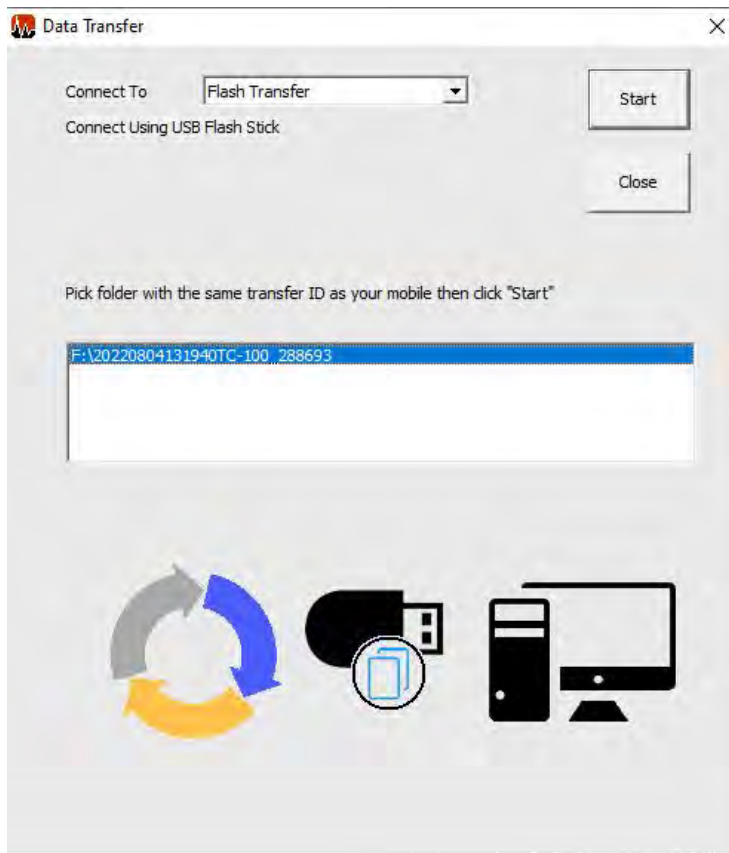 Data Transfer
Connect To
Flash Transfer
Start
Connect Using USB Flash Stick
Close
Pick folder with the same transfer ID as your mobile then click "Start"
F:\20220804131940TC-100_288693